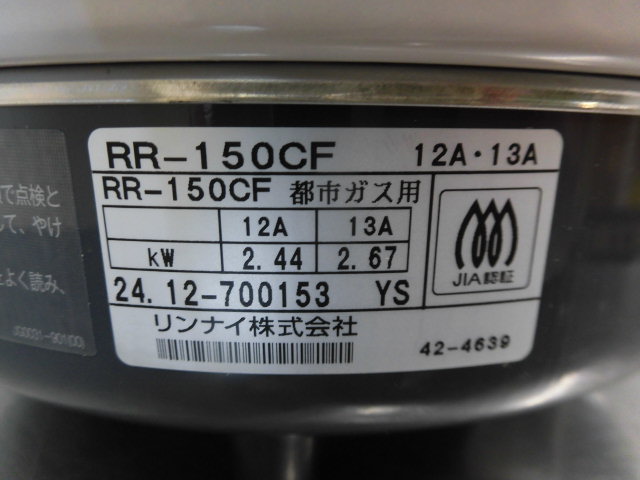 RR-150CF 12A・13A
RR-150CF 都市ガス用
12A 13A
kW 2.44 2.67
24.12-700153 YS
JIA認証
リンナイ株式会社
42-4639
で点検と
して、やけ
よく読み、